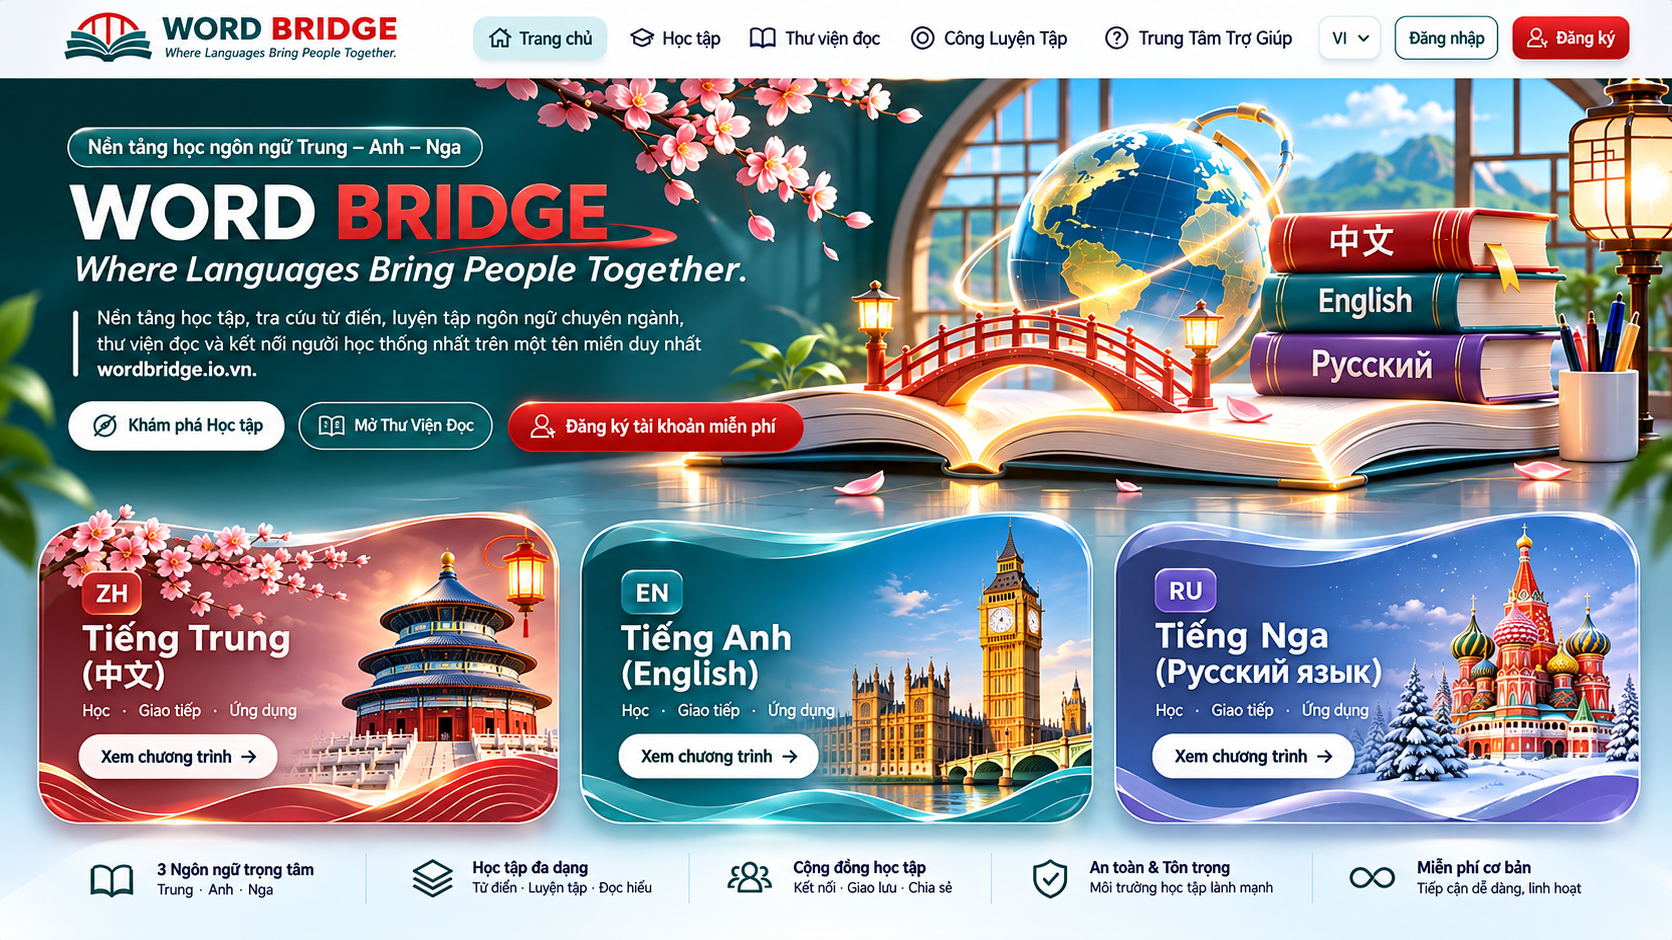 WORD BRIDGE
Where Languages Bring People Together.
Trang chủ
Học tập
Thư viện đọc
Công Luyện Tập
Trung Tâm Trợ Giúp
VI
Đăng nhập
Đăng ký
Nền tảng học ngôn ngữ Trung – Anh – Nga
WORD BRIDGE
Where Languages Bring People Together.
Nền tảng học tập, tra cứu từ điển, luyện tập ngôn ngữ chuyên ngành,
thư viện đọc và kết nối người học thống nhất trên một tên miền duy nhất
wordbridge.io.vn.
Khám phá Học tập
Mở Thư Viện Đọc
Đăng ký tài khoản miễn phí
中文
English
Русский
ZH
Tiếng Trung
(中文)
Học · Giao tiếp · Ứng dụng
Xem chương trình →
EN
Tiếng Anh
(English)
Học · Giao tiếp · Ứng dụng
Xem chương trình →
RU
Tiếng Nga
(Русский язык)
Học · Giao tiếp · Ứng dụng
Xem chương trình →
3 Ngôn ngữ trọng tâm
Trung · Anh · Nga
Học tập đa dạng
Từ điển · Luyện tập · Đọc hiểu
Cộng đồng học tập
Kết nối · Giao lưu · Chia sẻ
An toàn & Tôn trọng
Môi trường học tập lành mạnh
Miễn phí cơ bản
Tiếp cận dễ dàng, linh hoạt